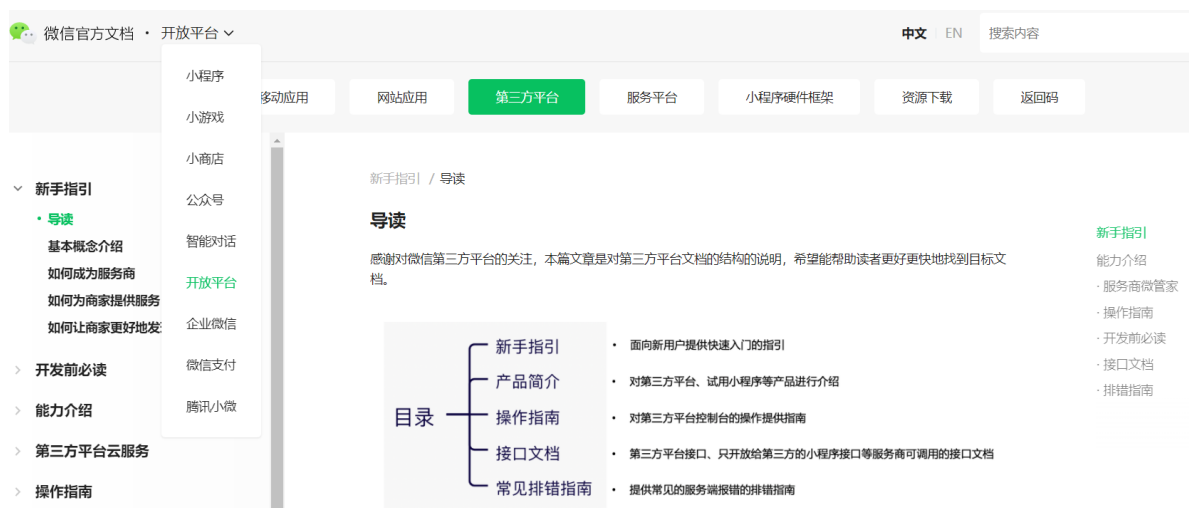 微信官方文档 · 开放平台
中文 EN 搜索内容
小程序
小游戏
小商店
公众号
智能对话
开放平台
企业微信
微信支付
腾讯小微
移动应用 网站应用 第三方平台 服务平台 小程序硬件框架 资源下载 返回码
新手指引
· 导读
基本概念介绍
如何成为服务商
如何为商家提供服务
如何让商家更好地发
开发前必读
能力介绍
第三方平台云服务
操作指南
新手指引 / 导读
导读
感谢对微信第三方平台的关注，本篇文章是对第三方平台文档的结构的说明，希望能帮助读者更好更快地找到目标文
档。
目录
新手指引 · 面向新用户提供快速入门的指引
产品简介 · 对第三方平台、试用小程序等产品进行介绍
操作指南 · 对第三方平台控制台的操作提供指南
接口文档 · 第三方平台接口、只开放给第三方的小程序接口等服务商可调用的接口文档
常见排错指南 · 提供常见的服务端报错的排错指南
新手指引
能力介绍
· 服务商微管家
· 操作指南
· 开发前必读
· 接口文档
· 排错指南